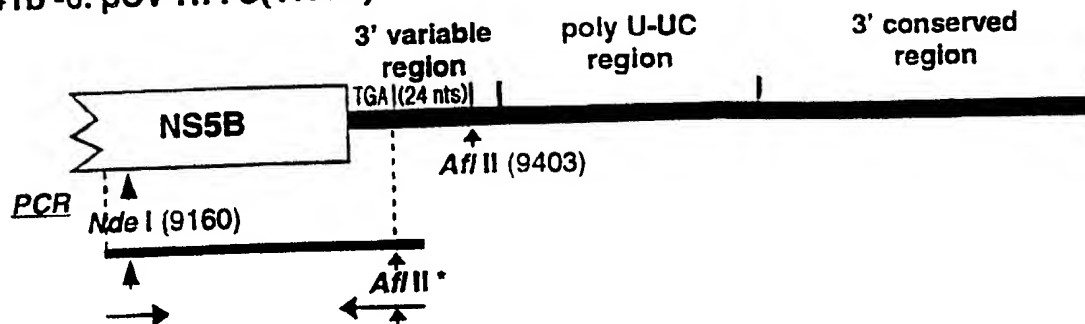 3' variable region
poly U-UC region
3' conserved region
TGA (24 nts)
NS5B
Afl II (9403)
PCR
Nde I (9160)
Afl II *